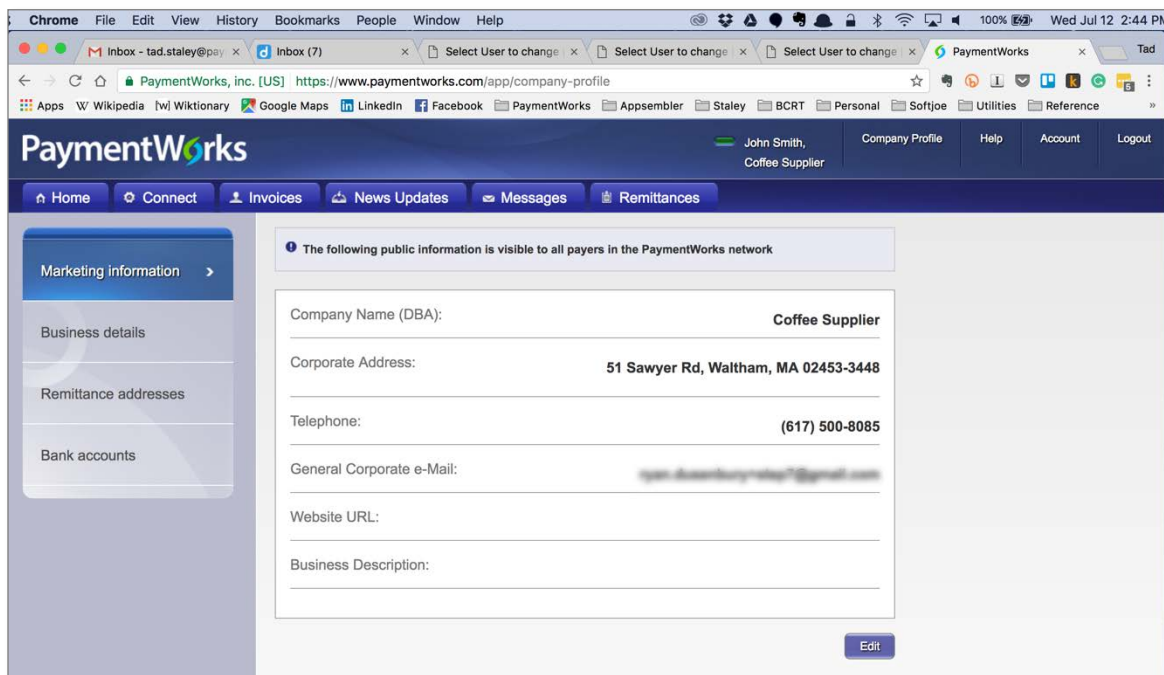 Chrome File Edit View History Bookmarks People Window Help 100% Wed Jul 12 2:44 PM
Inbox - tad.staley@pay Inbox (7) Select User to change Select User to change Select User to change PaymentWorks Tad
PaymentWorks, inc. [US] https://www.paymentworks.com/app/company-profile
Apps Wikipedia [w] Wiktionary Google Maps LinkedIn Facebook PaymentWorks Appsembler Staley BCRT Personal Softjoe Utilities Reference »
PaymentWorks
John Smith,
Coffee Supplier
Company Profile Help Account Logout
Home Connect Invoices News Updates Messages Remittances
Marketing information
Business details
Remittance addresses
Bank accounts
The following public information is visible to all payers in the PaymentWorks network
Company Name (DBA): Coffee Supplier
Corporate Address: 51 Sawyer Rd, Waltham, MA 02453-3448
Telephone: (617) 500-8085
General Corporate e-Mail:
Website URL:
Business Description:
Edit